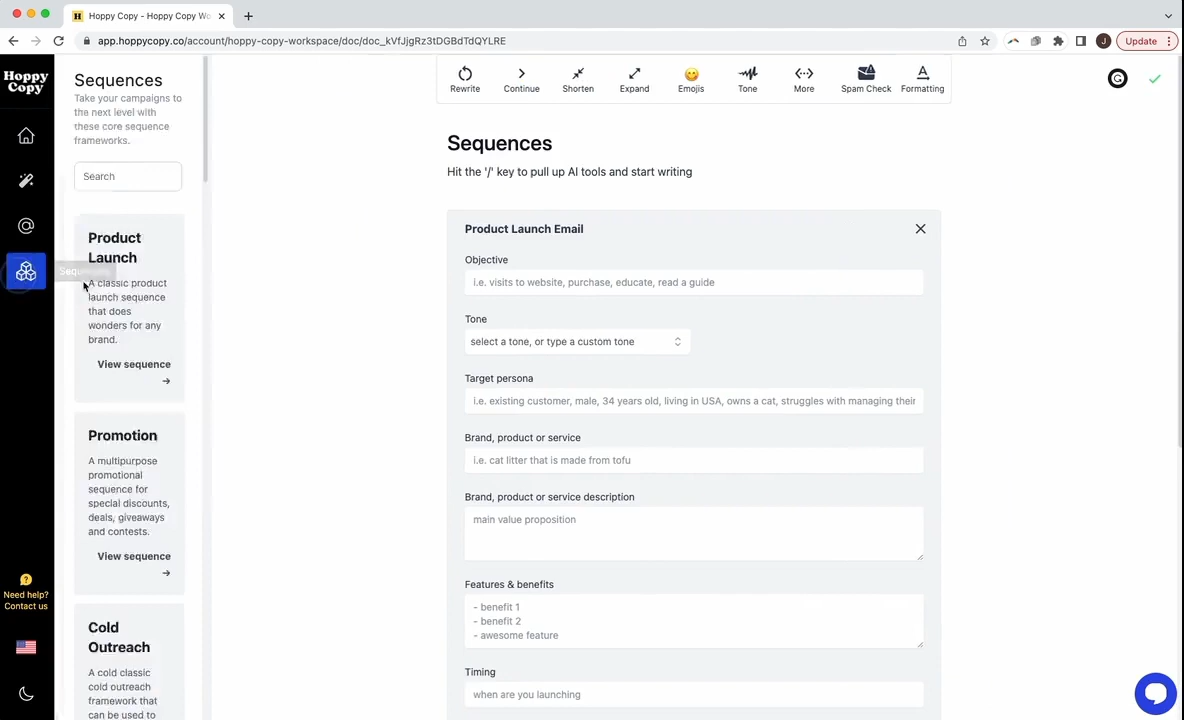 Hoppy Copy - Hoppy Copy Wo
app.hoppycopy.co/account/hoppy-copy-workspace/doc/doc_kVfJjgRz3tDGBdTdQYLRE
J
Update
Hoppy
Copy
Need help?
Contact us
Sequences
Take your campaigns to
the next level with
these core sequence
frameworks.
Search
Product
Launch
A classic product
launch sequence
that does
wonders for any
brand.
View sequence
→
Promotion
A multipurpose
promotional
sequence for
special discounts,
deals, giveaways
and contests.
View sequence
→
Cold
Outreach
A cold classic
cold outreach
framework that
can be used to
Sequences
Rewrite
Continue
Shorten
Expand
Emojis
Tone
More
Spam Check
Formatting
Sequences
Hit the '/' key to pull up AI tools and start writing
Product Launch Email
Objective
i.e. visits to website, purchase, educate, read a guide
Tone
select a tone, or type a custom tone
Target persona
i.e. existing customer, male, 34 years old, living in USA, owns a cat, struggles with managing their
Brand, product or service
i.e. cat litter that is made from tofu
Brand, product or service description
main value proposition
Features & benefits
- benefit 1
- benefit 2
- awesome feature
Timing
when are you launching